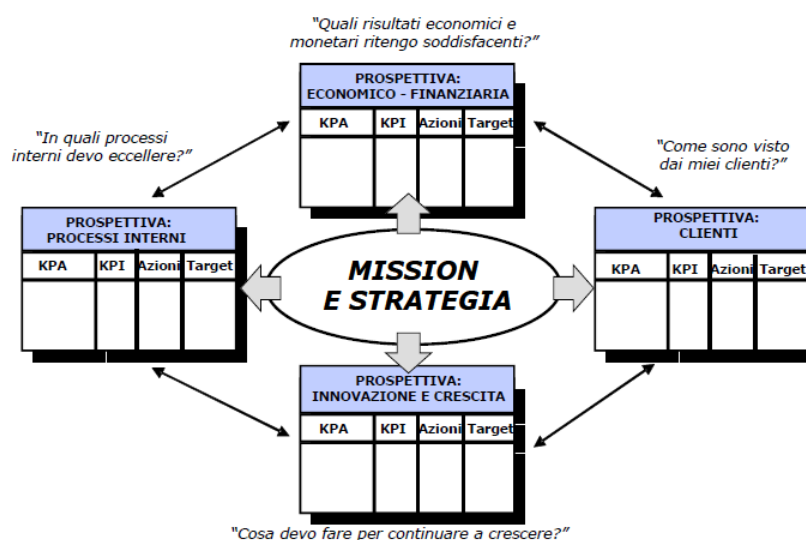 “Quali risultati economici e
monetari ritengo soddisfacenti?”
PROSPETTIVA:
ECONOMICO - FINANZIARIA
KPA KPI Azioni Target
“In quali processi
interni devo eccellere?”
“Come sono visto
dai miei clienti?”
PROSPETTIVA:
PROCESSI INTERNI
KPA KPI Azioni Target
MISSION
E STRATEGIA
PROSPETTIVA:
CLIENTI
KPA KPI Azioni Target
PROSPETTIVA:
INNOVAZIONE E CRESCITA
KPA KPI Azioni Target
“Cosa devo fare per continuare a crescere?”